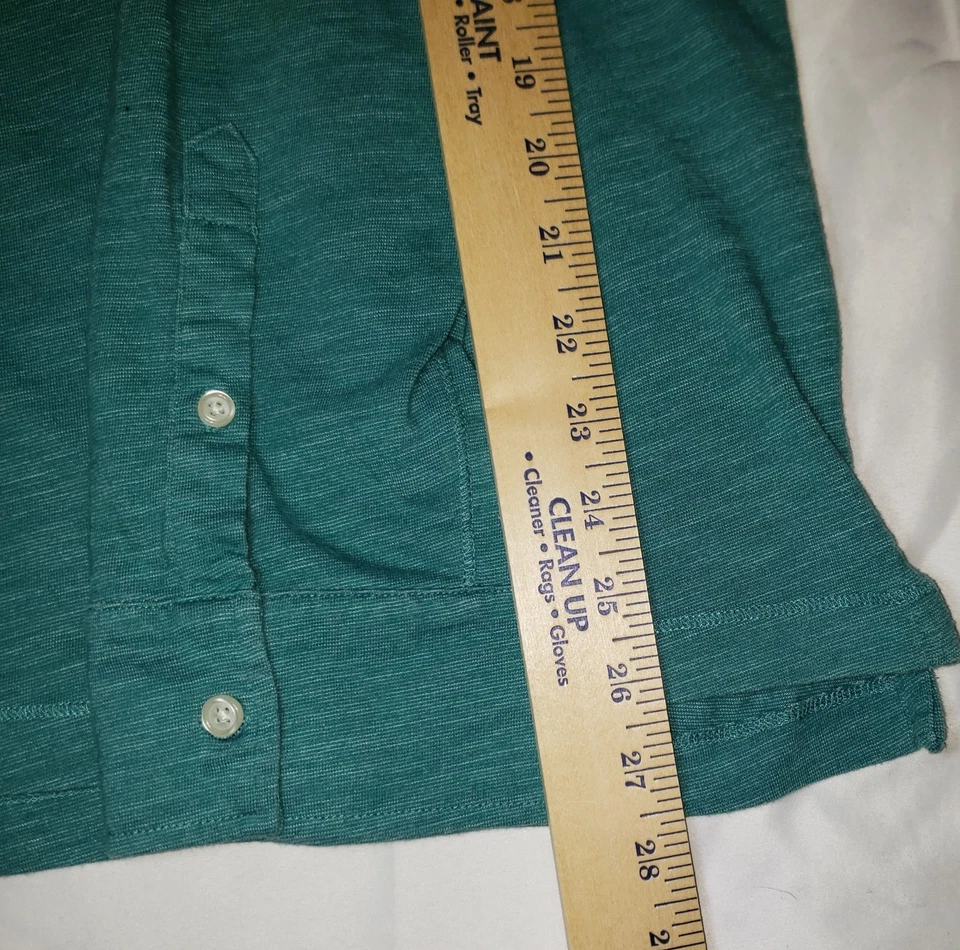 AINT
• Roller • Tray
19
20
21
22
23
24
CLEAN UP
• Cleaner • Rags • Gloves
25
26
27
28